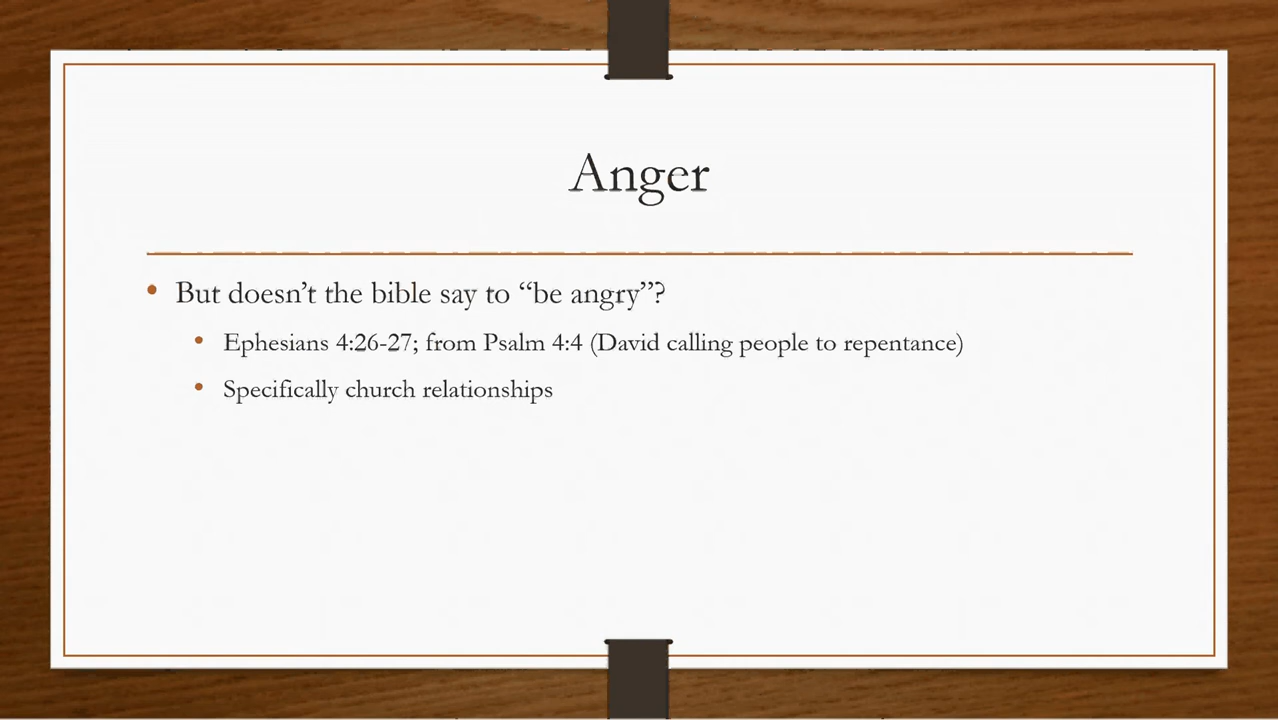 Anger
• But doesn’t the bible say to “be angry”?
• Ephesians 4:26-27; from Psalm 4:4 (David calling people to repentance)
• Specifically church relationships